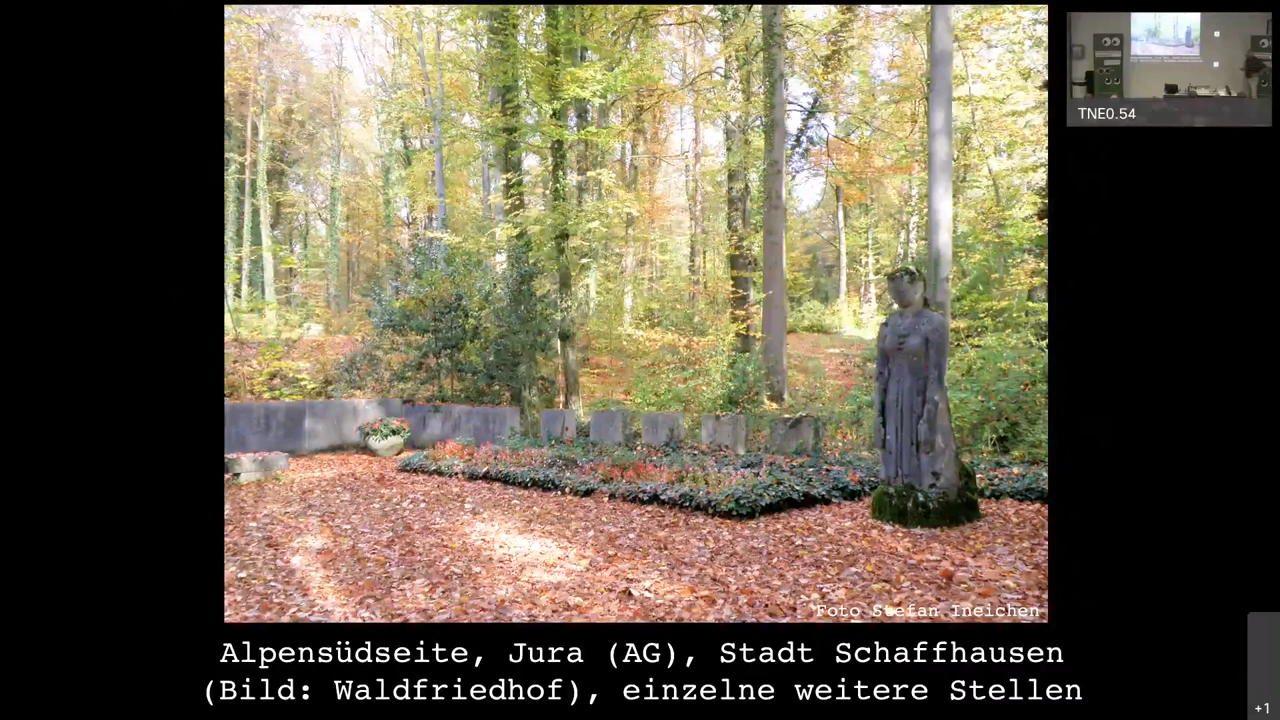 TNE0.54
Foto Stefan Ineichen
Alpensüdseite, Jura (AG), Stadt Schaffhausen
(Bild: Waldfriedhof), einzelne weitere Stellen
+1